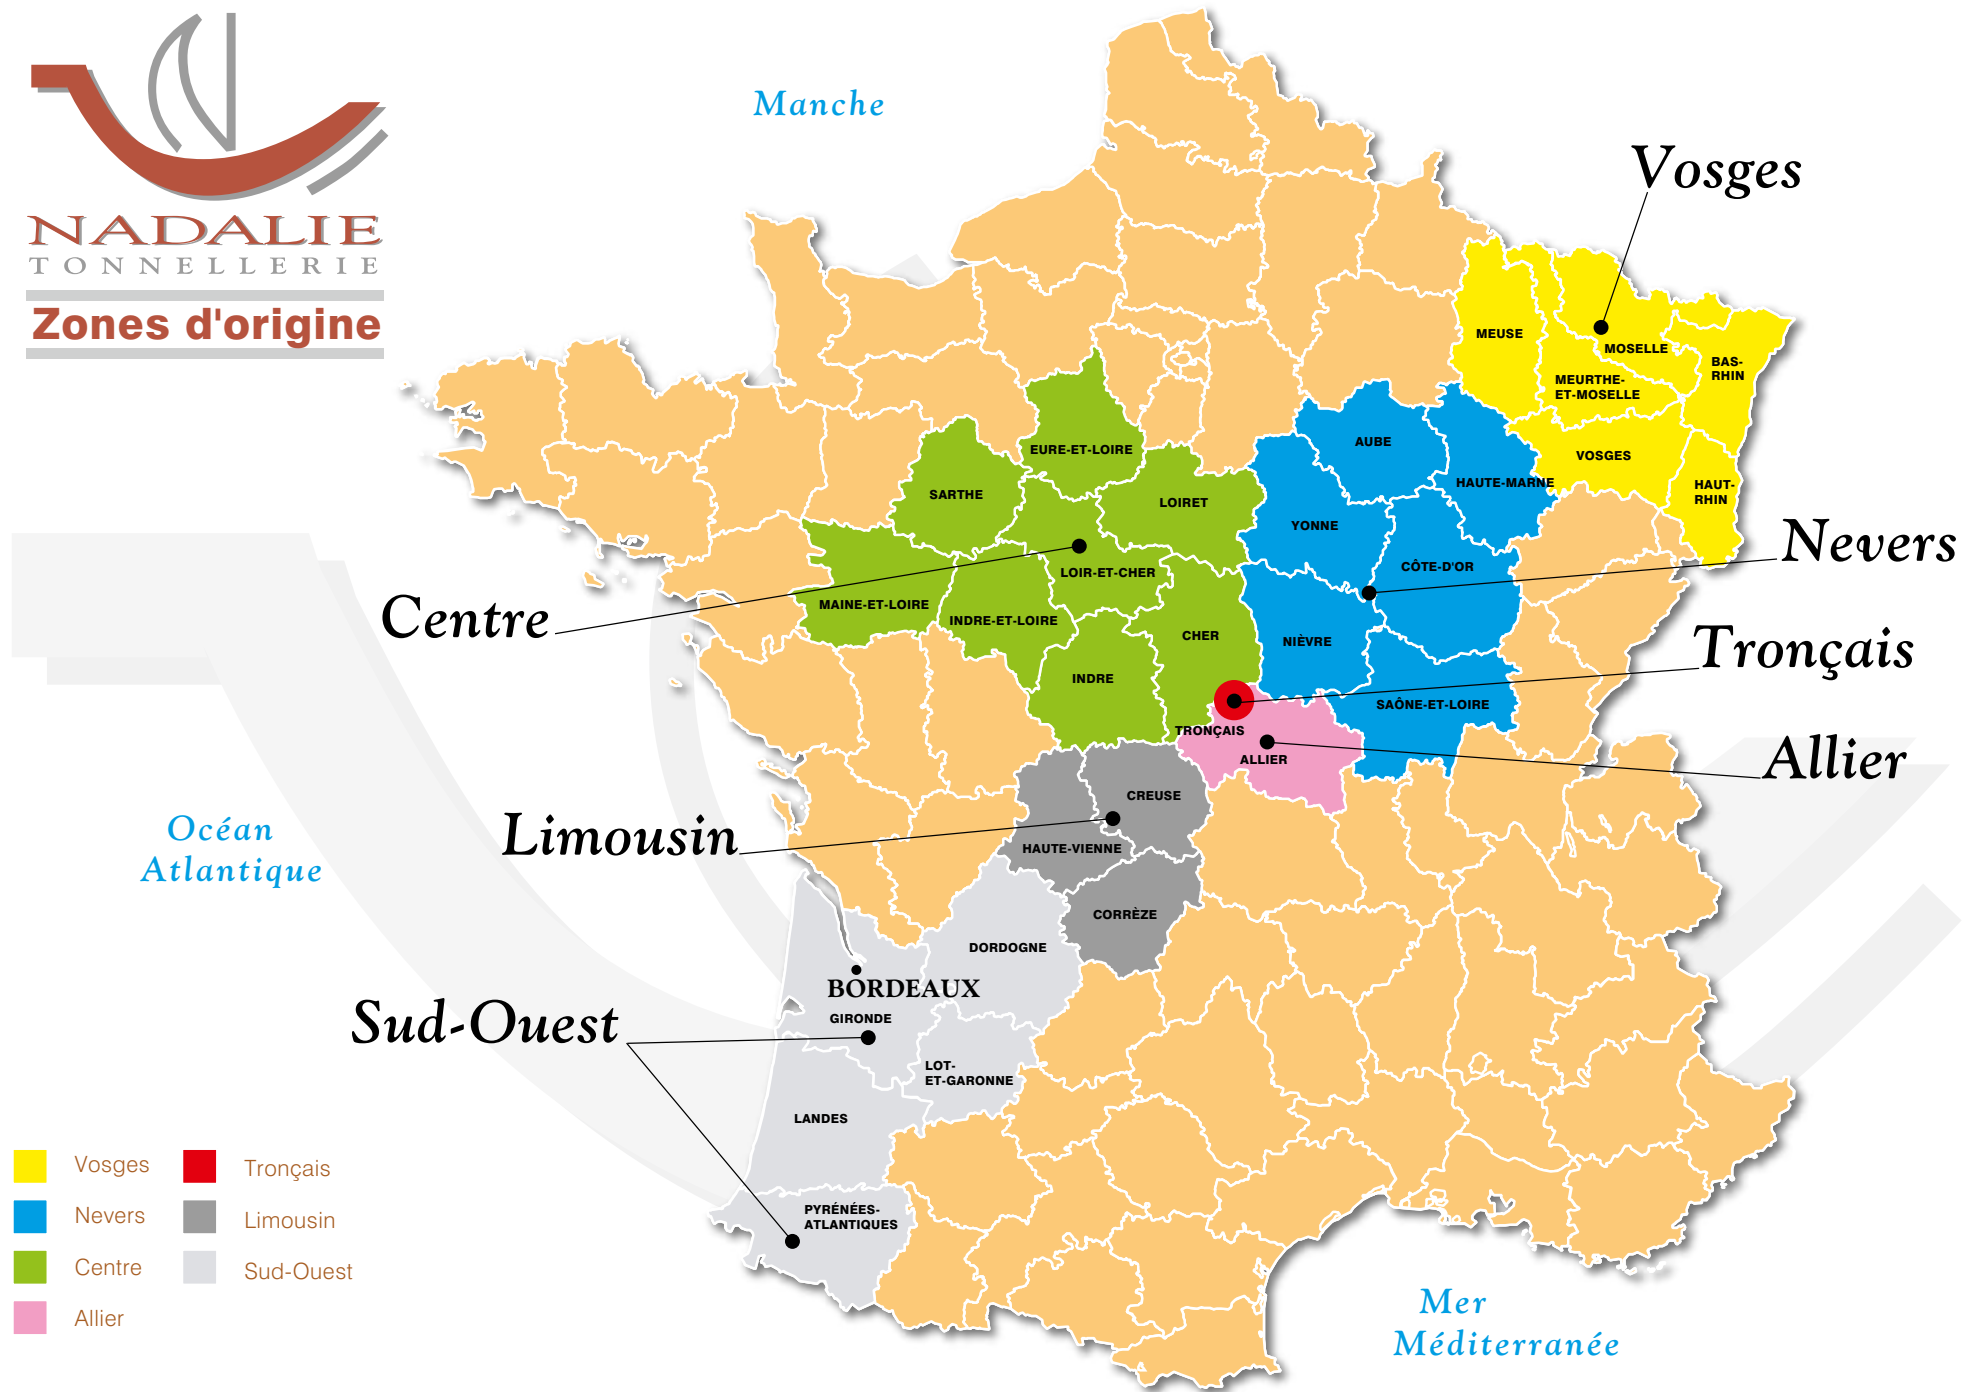 NADALIE
TONNELLERIE
Zones d'origine
Manche
Vosges
MEUSE
MOSELLE
BAS-
RHIN
MEURTHE-
ET-MOSELLE
VOSGES
HAUT-
RHIN
AUBE
HAUTE-MARNE
YONNE
CÔTE-D'OR
NIÈVRE
SAÔNE-ET-LOIRE
Nevers
EURE-ET-LOIRE
SARTHE
LOIRET
LOIR-ET-CHER
MAINE-ET-LOIRE
INDRE-ET-LOIRE
CHER
INDRE
Centre
Tronçais
TRONÇAIS
ALLIER
Allier
Limousin
CREUSE
HAUTE-VIENNE
CORRÈZE
Océan
Atlantique
DORDOGNE
BORDEAUX
GIRONDE
Sud-Ouest
LOT-
ET-GARONNE
LANDES
PYRÉNÉES-
ATLANTIQUES
Vosges
Nevers
Centre
Allier
Tronçais
Limousin
Sud-Ouest
Mer
Méditerranée